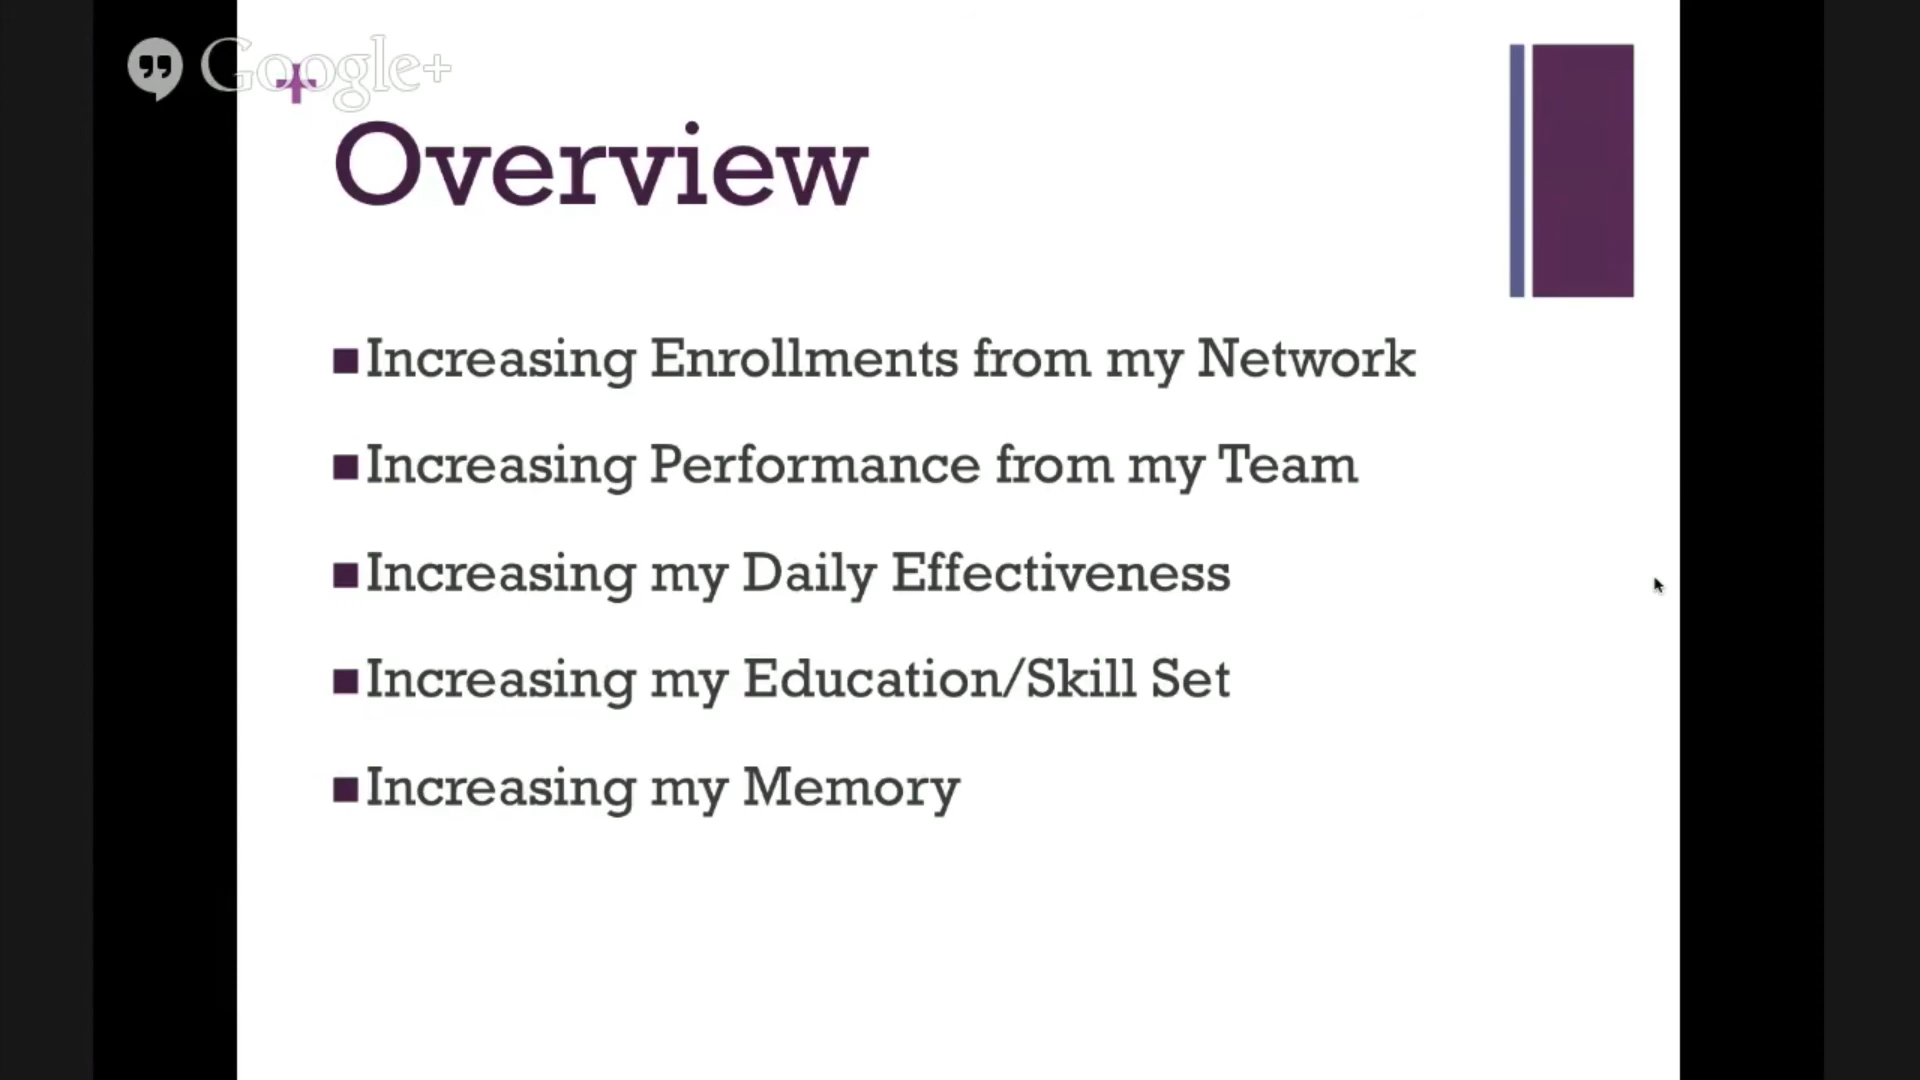 Google+
+
Overview
Increasing Enrollments from my Network
Increasing Performance from my Team
Increasing my Daily Effectiveness
Increasing my Education/Skill Set
Increasing my Memory